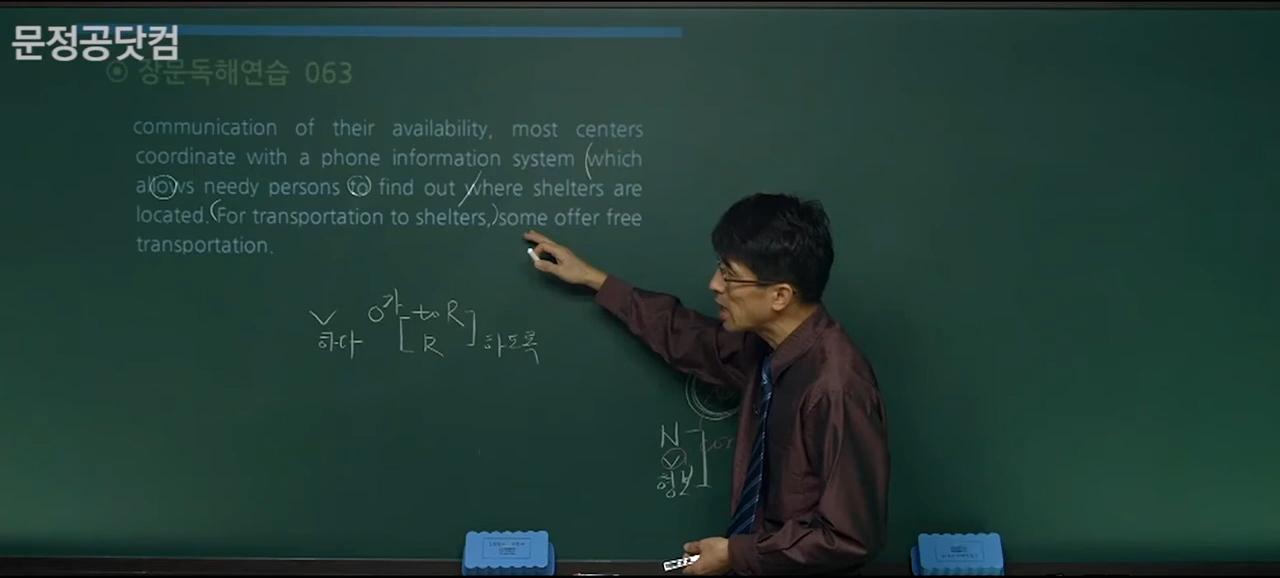 문정공닷컴
장문독해연습 063
communication of their availability, most centers
coordinate with a phone information system (which
allows needy persons to find out / where shelters are
located. (For transportation to shelters,) some offer free
transportation.
V O가 [ to R ]
하다 [ R ] 하도록
N
V